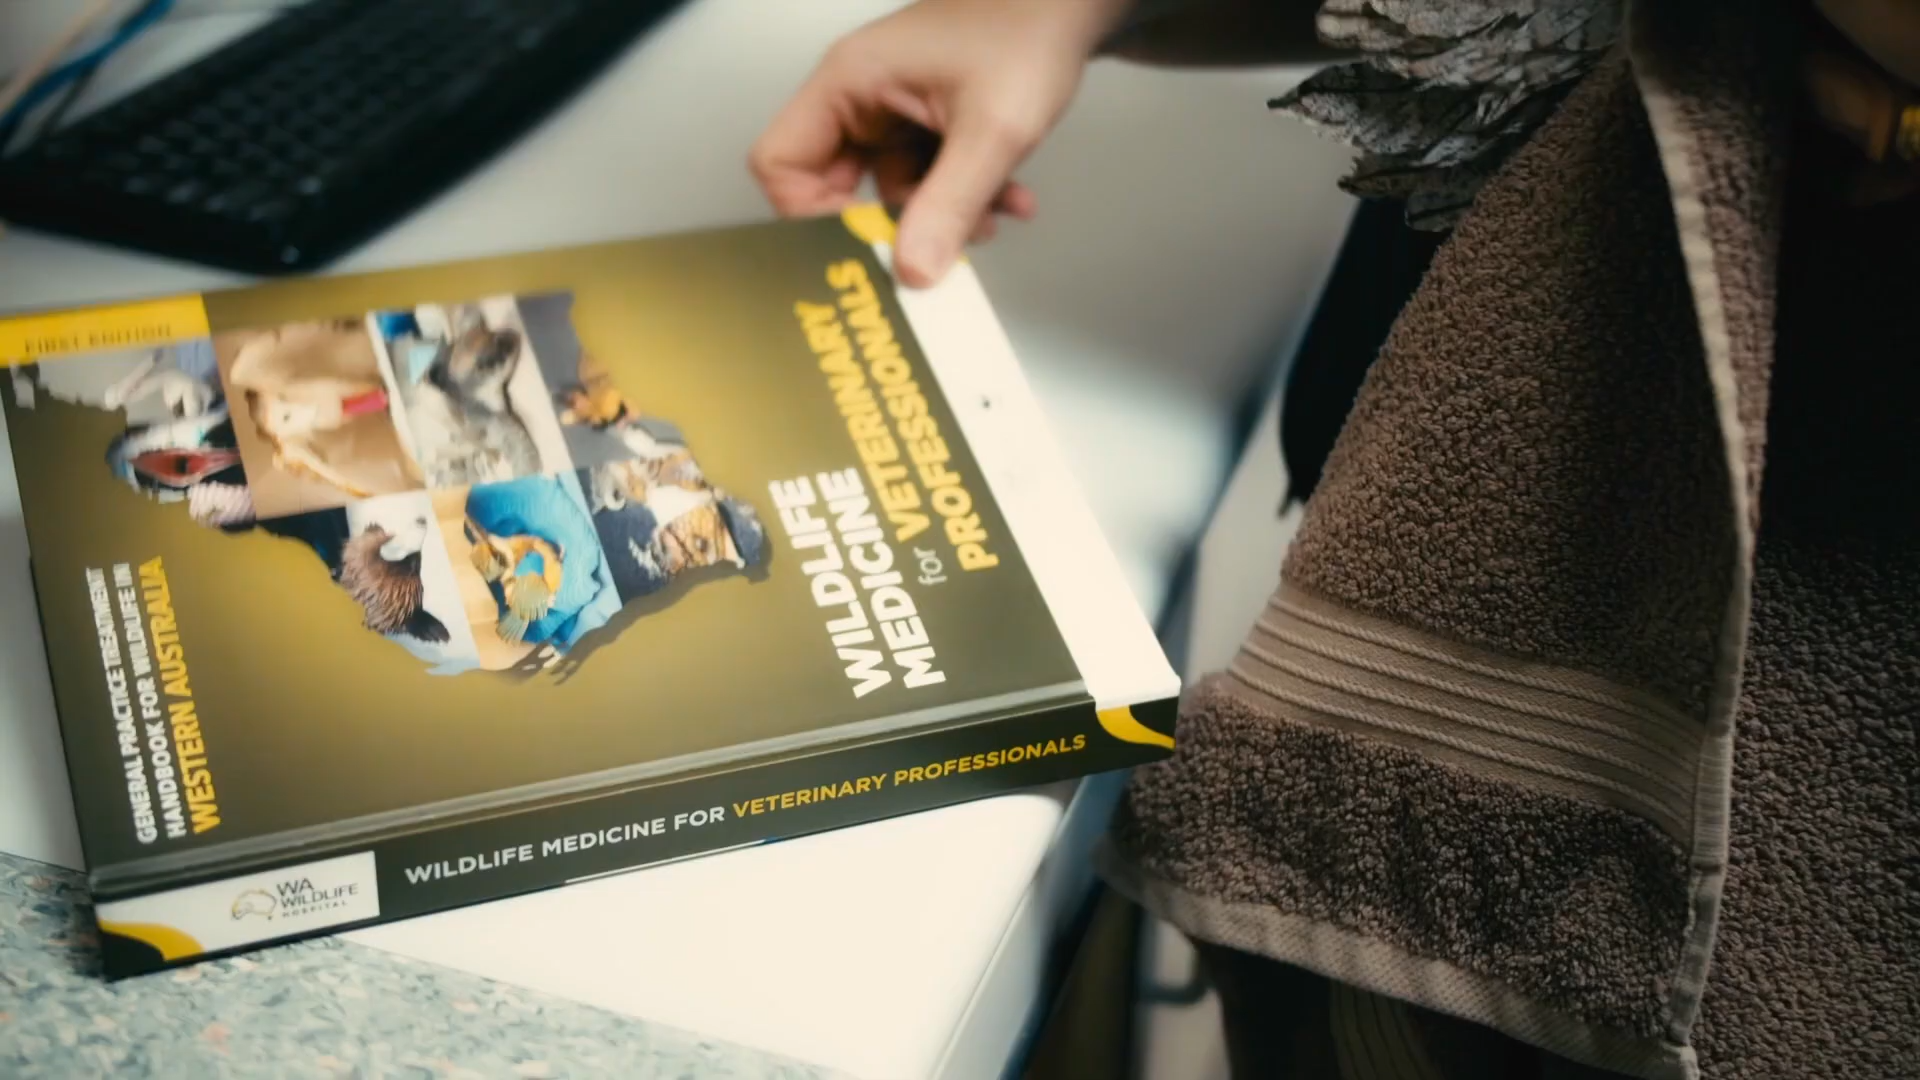 FIRST EDITION
WILDLIFE
MEDICINE
for VETERINARY
PROFESSIONALS
GENERAL PRACTICE TREATMENT
HANDBOOK FOR WILDLIFE IN
WESTERN AUSTRALIA
WA
WILDLIFE
HOSPITAL
WILDLIFE MEDICINE FOR VETERINARY PROFESSIONALS